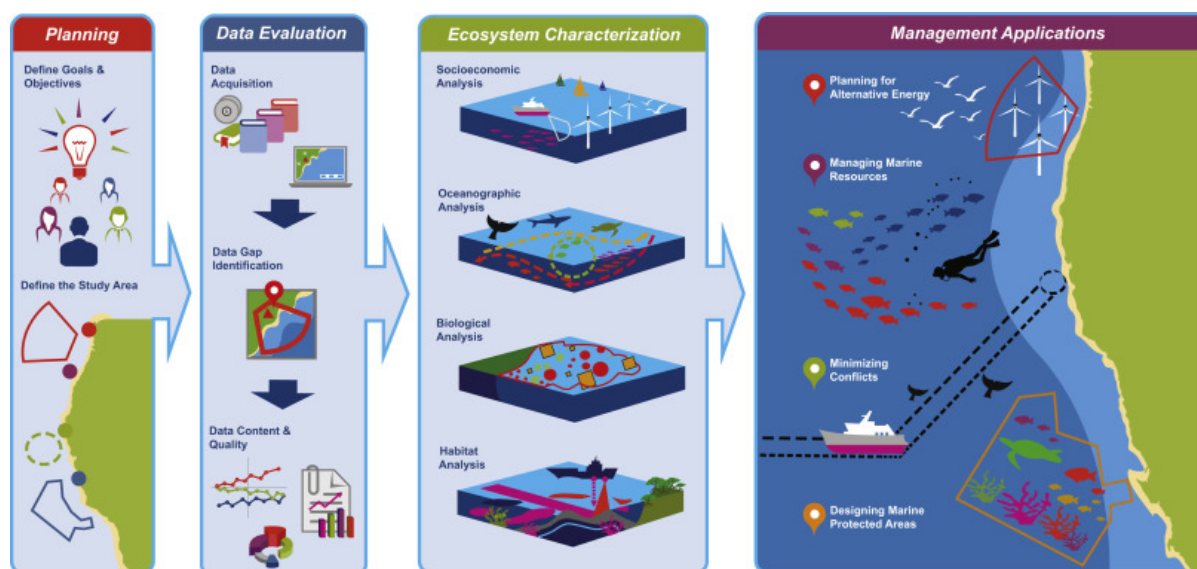 Planning
Define Goals &
Objectives
Define the Study Area
Data Evaluation
Data
Acquisition
Data Gap
Identification
Data Content &
Quality
Ecosystem Characterization
Socioeconomic
Analysis
Oceanographic
Analysis
Biological
Analysis
Habitat
Analysis
Management Applications
Planning for
Alternative Energy
Managing Marine
Resources
Minimizing
Conflicts
Designing Marine
Protected Areas